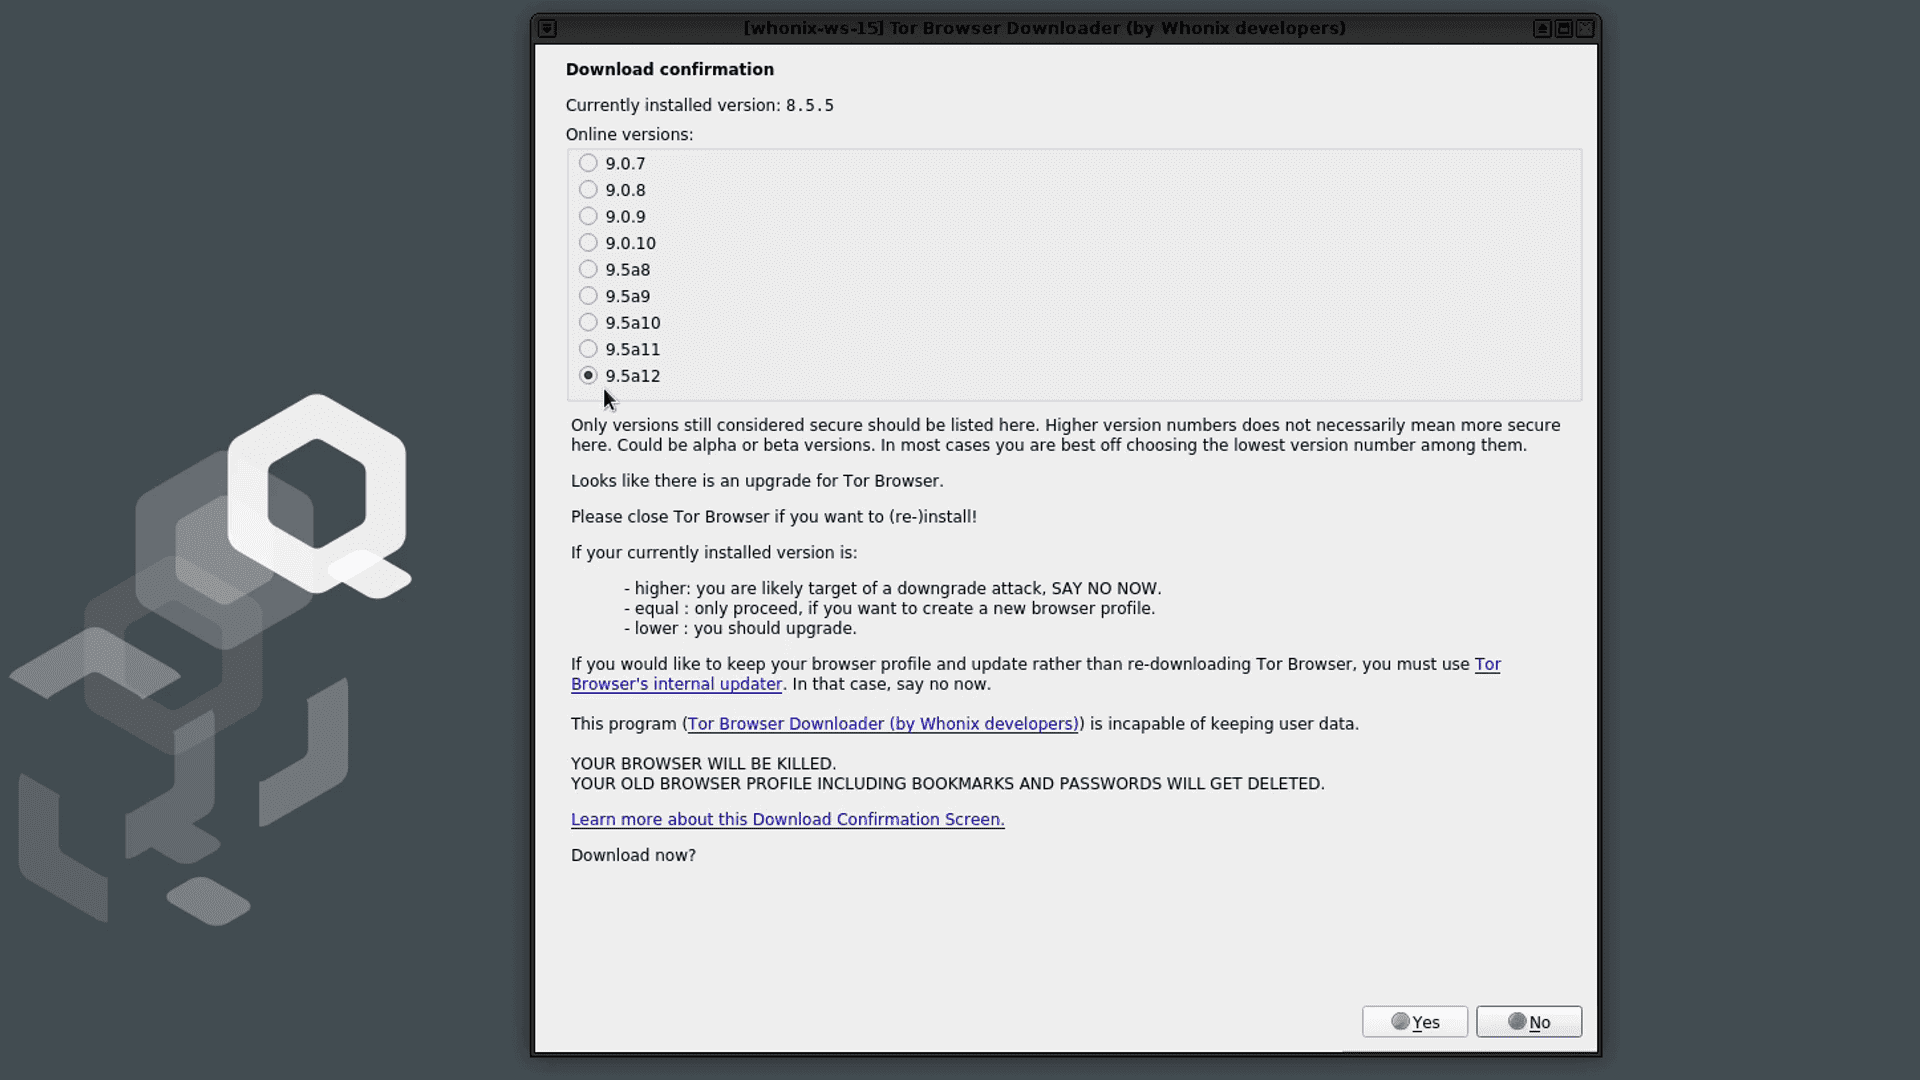 [whonix-ws-15] Tor Browser Downloader (by Whonix developers)
Download confirmation
Currently installed version: 8.5.5
Online versions:
9.0.7
9.0.8
9.0.9
9.0.10
9.5a8
9.5a9
9.5a10
9.5a11
9.5a12
Only versions still considered secure should be listed here. Higher version numbers does not necessarily mean more secure
here. Could be alpha or beta versions. In most cases you are best off choosing the lowest version number among them.
Looks like there is an upgrade for Tor Browser.
Please close Tor Browser if you want to (re-)install!
If your currently installed version is:
- higher: you are likely target of a downgrade attack, SAY NO NOW.
- equal : only proceed, if you want to create a new browser profile.
- lower : you should upgrade.
If you would like to keep your browser profile and update rather than re-downloading Tor Browser, you must use Tor
Browser's internal updater. In that case, say no now.
This program (Tor Browser Downloader (by Whonix developers)) is incapable of keeping user data.
YOUR BROWSER WILL BE KILLED.
YOUR OLD BROWSER PROFILE INCLUDING BOOKMARKS AND PASSWORDS WILL GET DELETED.
Learn more about this Download Confirmation Screen.
Download now?
Yes
No